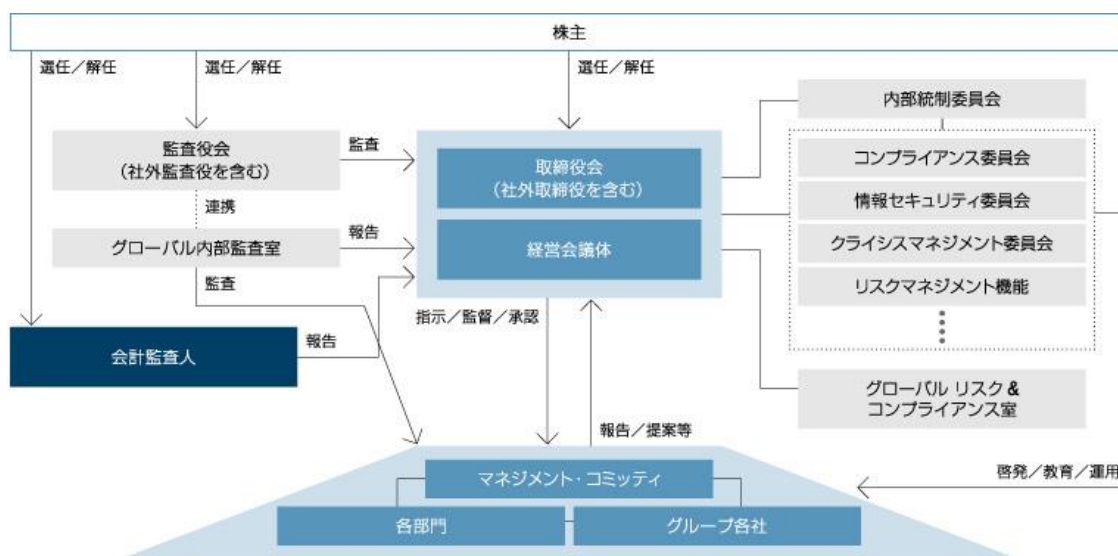 株主
選任／解任
選任／解任
選任／解任
監査役会
(社外監査役を含む)
監査
連携
グローバル内部監査室
報告
監査
会計監査人
報告
取締役会
(社外取締役を含む)
経営会議体
指示／監督／承認
報告／提案等
内部統制委員会
コンプライアンス委員会
情報セキュリティ委員会
クライシスマネジメント委員会
リスクマネジメント機能
グローバル リスク &
コンプライアンス室
啓発／教育／運用
マネジメント・コミッティ
各部門
グループ各社